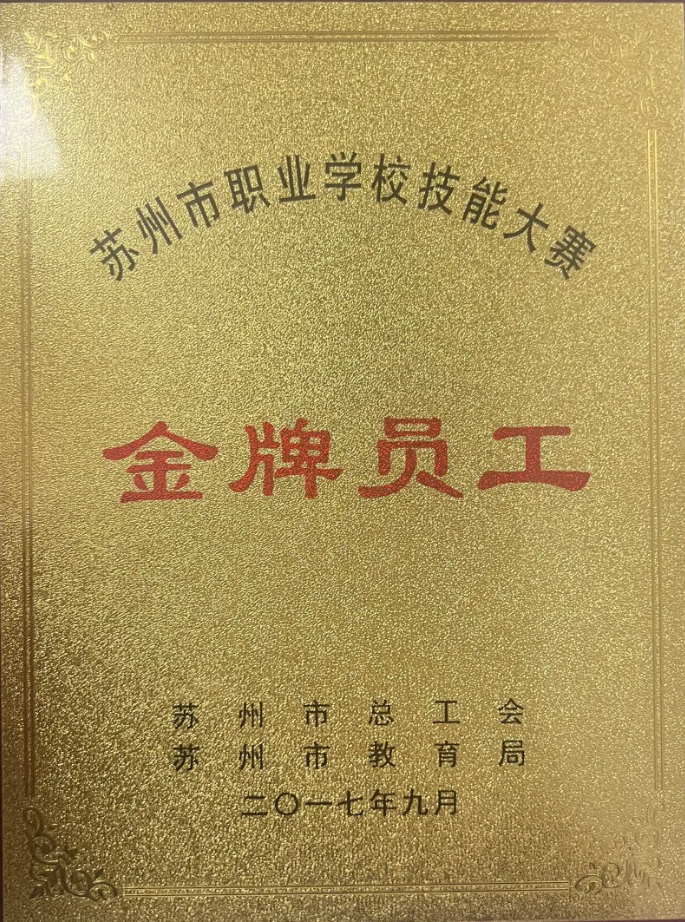 苏州市职业学校技能大赛
金牌员工
苏州市总工会
苏州市教育局
二〇一七年九月